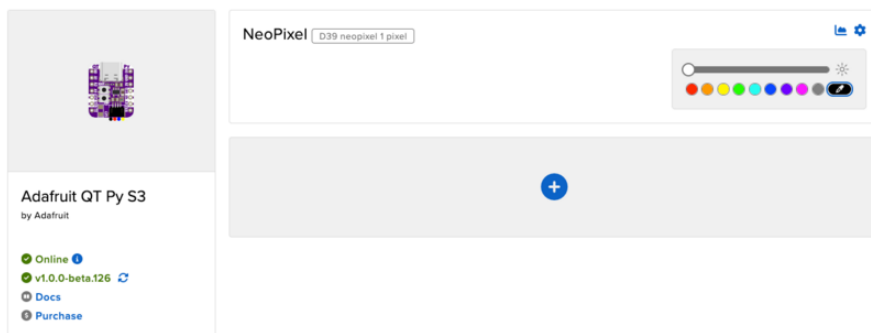 NeoPixel D39 neopixel 1 pixel
Adafruit QT Py S3
by Adafruit
Online
v1.0.0-beta.126
Docs
Purchase